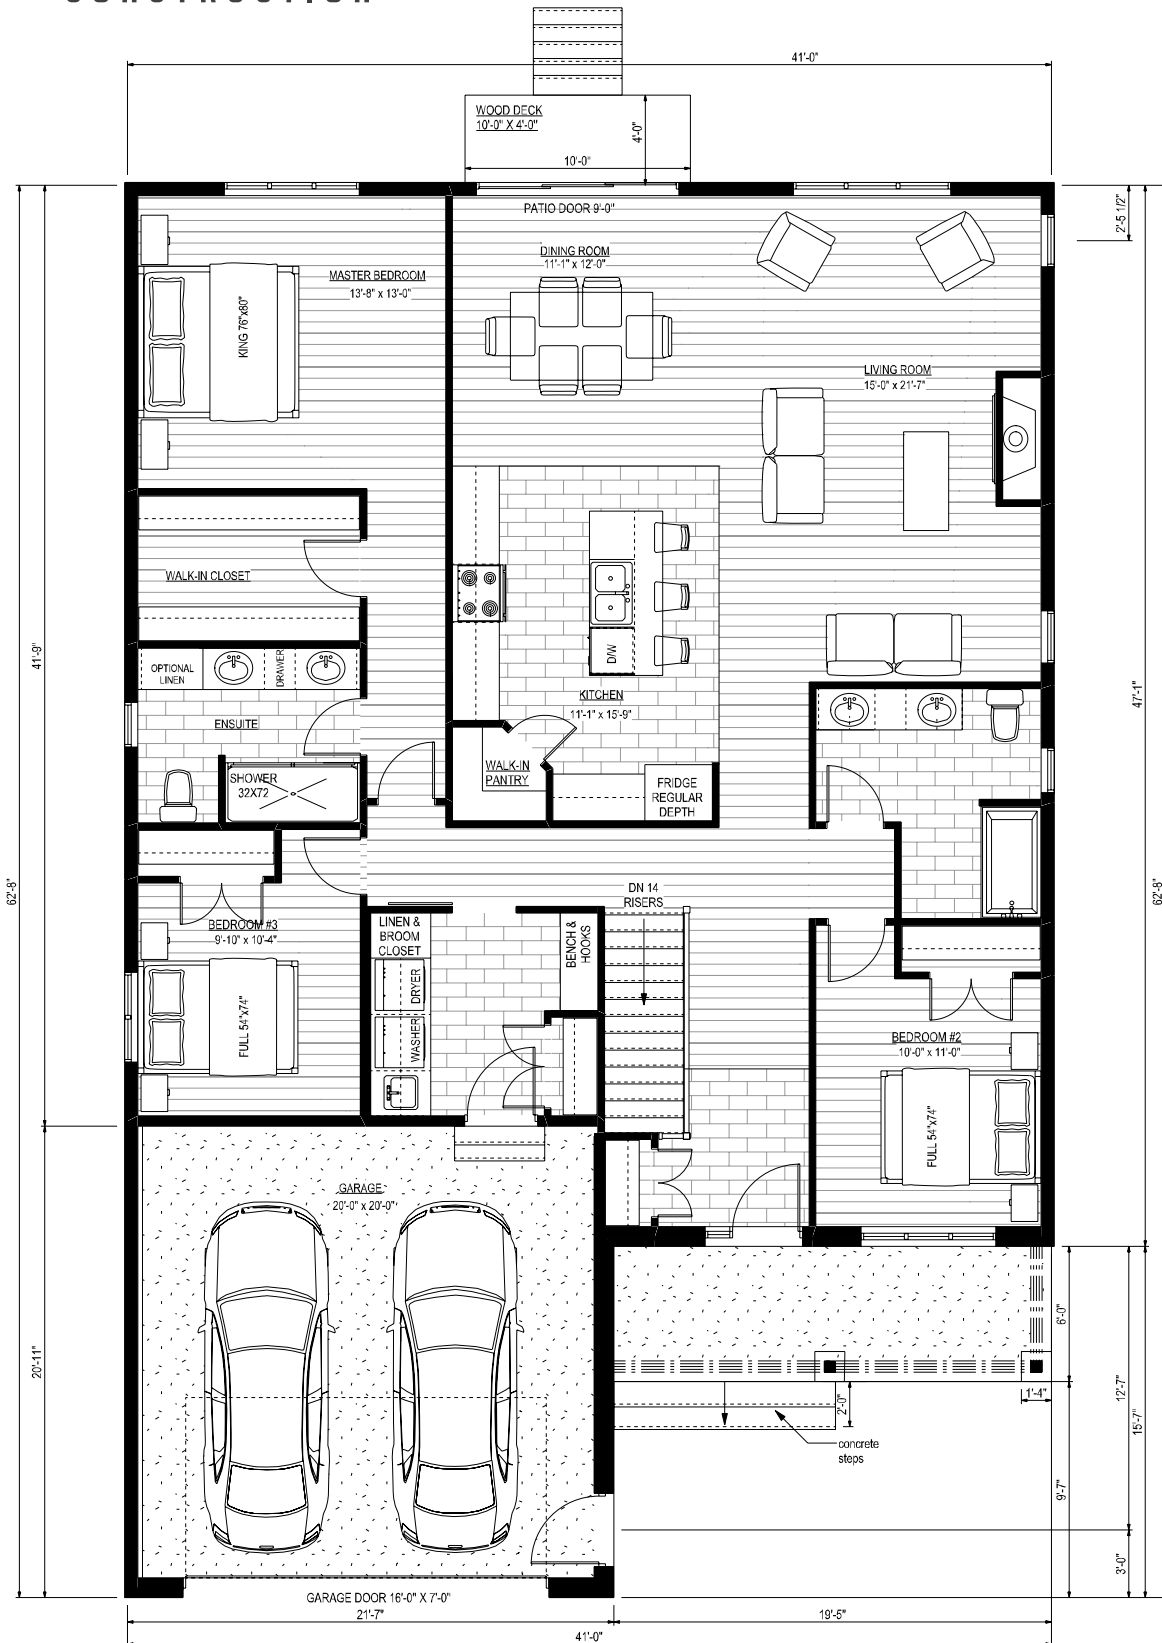 CONSTRUCTION
41'-0"
WOOD DECK
10'-0" X 4'-0"
4'-0"
10'-0"
PATIO DOOR 9'-0"
2'-5 1/2"
DINING ROOM
11'-1" x 12'-0"
MASTER BEDROOM
13'-8" x 13'-0"
KING 76"x80"
LIVING ROOM
15'-0" x 21'-7"
WALK-IN CLOSET
OPTIONAL
LINEN
DRAWER
ENSUITE
SHOWER
32X72
D/W
KITCHEN
11'-1" x 15'-9"
WALK-IN
PANTRY
FRIDGE
REGULAR
DEPTH
41'-9"
47'-1"
62'-8"
62'-8"
DN 14
RISERS
BEDROOM #3
9'-10" x 10'-4"
FULL 54"x74"
LINEN &
BROOM
CLOSET
DRYER
WASHER
BENCH &
HOOKS
BEDROOM #2
10'-0" x 11'-0"
FULL 54"x74"
GARAGE
20'-0" x 20'-0"
20'-11"
6'-0"
1'-4"
2'-0"
12'-7"
15'-7"
concrete
steps
9'-7"
3'-0"
GARAGE DOOR 16'-0" X 7'-0"
21'-7"
19'-5"
41'-0"